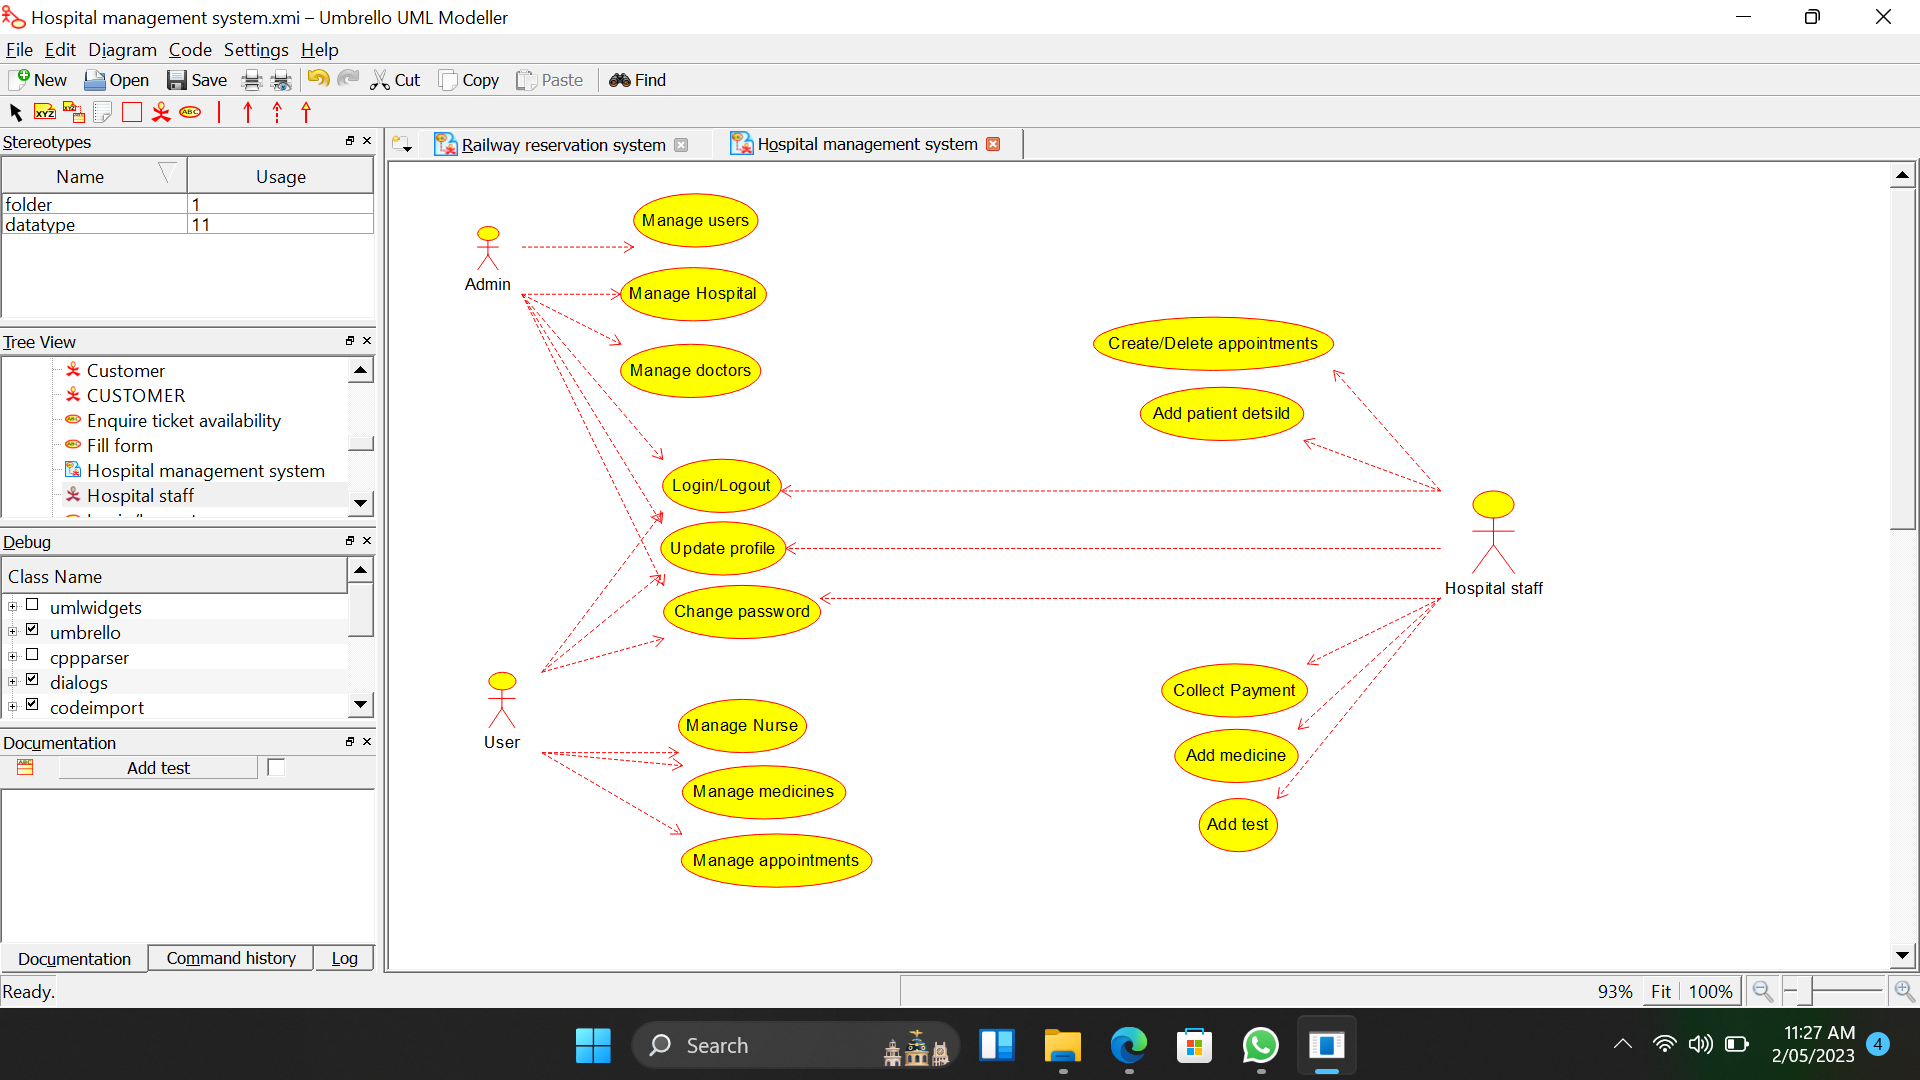 Hospital management system.xmi – Umbrello UML Modeller
File Edit Diagram Code Settings Help
New Open Save Cut Copy Paste Find
XYZ XYZ ABC
Stereotypes
Name Usage
folder 1
datatype 11
Tree View
Customer
CUSTOMER
Enquire ticket availability
Fill form
Hospital management system
Hospital staff
Debug
Class Name
umlwidgets
umbrello
cppparser
dialogs
codeimport
Documentation
Add test
Documentation Command history Log
Railway reservation system
Hospital management system
Manage users
Admin
Manage Hospital
Manage doctors
Create/Delete appointments
Add patient detsild
Login/Logout
Update profile
Change password
Hospital staff
User
Manage Nurse
Manage medicines
Manage appointments
Collect Payment
Add medicine
Add test
Ready.
93% Fit 100%
Search
11:27 AM
2/05/2023
4